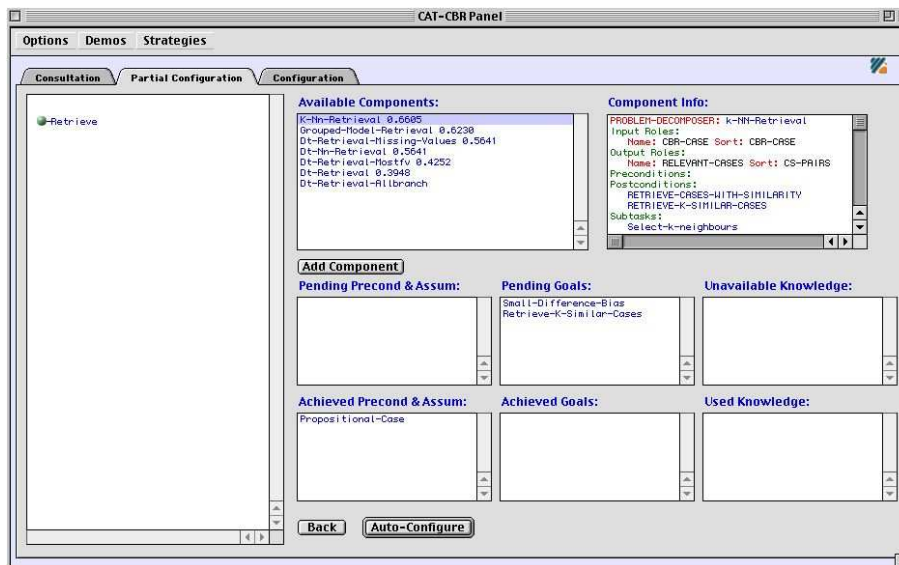 CAT-CBR Panel
Options Demos Strategies
Consultation Partial Configuration Configuration
Retrieve
Available Components:
K-Nn-Retrieval 0.6605
Grouped-Model-Retrieval 0.6230
Dt-Retrieval-Missing-Values 0.5641
Dt-Nn-Retrieval 0.5641
Dt-Retrieval-Mostfv 0.4252
Dt-Retrieval 0.3948
Dt-Retrieval-Allbranch
Component Info:
PROBLEM-DECOMPOSER: k-NN-Retrieval
Input Roles:
Name: CBR-CASE Sort: CBR-CASE
Output Roles:
Name: RELEVANT-CASES Sort: CS-PAIRS
Preconditions:
Postconditions:
RETRIEVE-CASES-WITH-SIMILARITY
RETRIEVE-K-SIMILAR-CASES
Subtasks:
Select-k-neighbours
Add Component
Pending Precond & Assum:
Pending Goals:
Small-Difference-Bias
Retrieve-K-Similar-Cases
Unavailable Knowledge:
Achieved Precond & Assum:
Propositional-Case
Achieved Goals:
Used Knowledge:
Back Auto-Configure